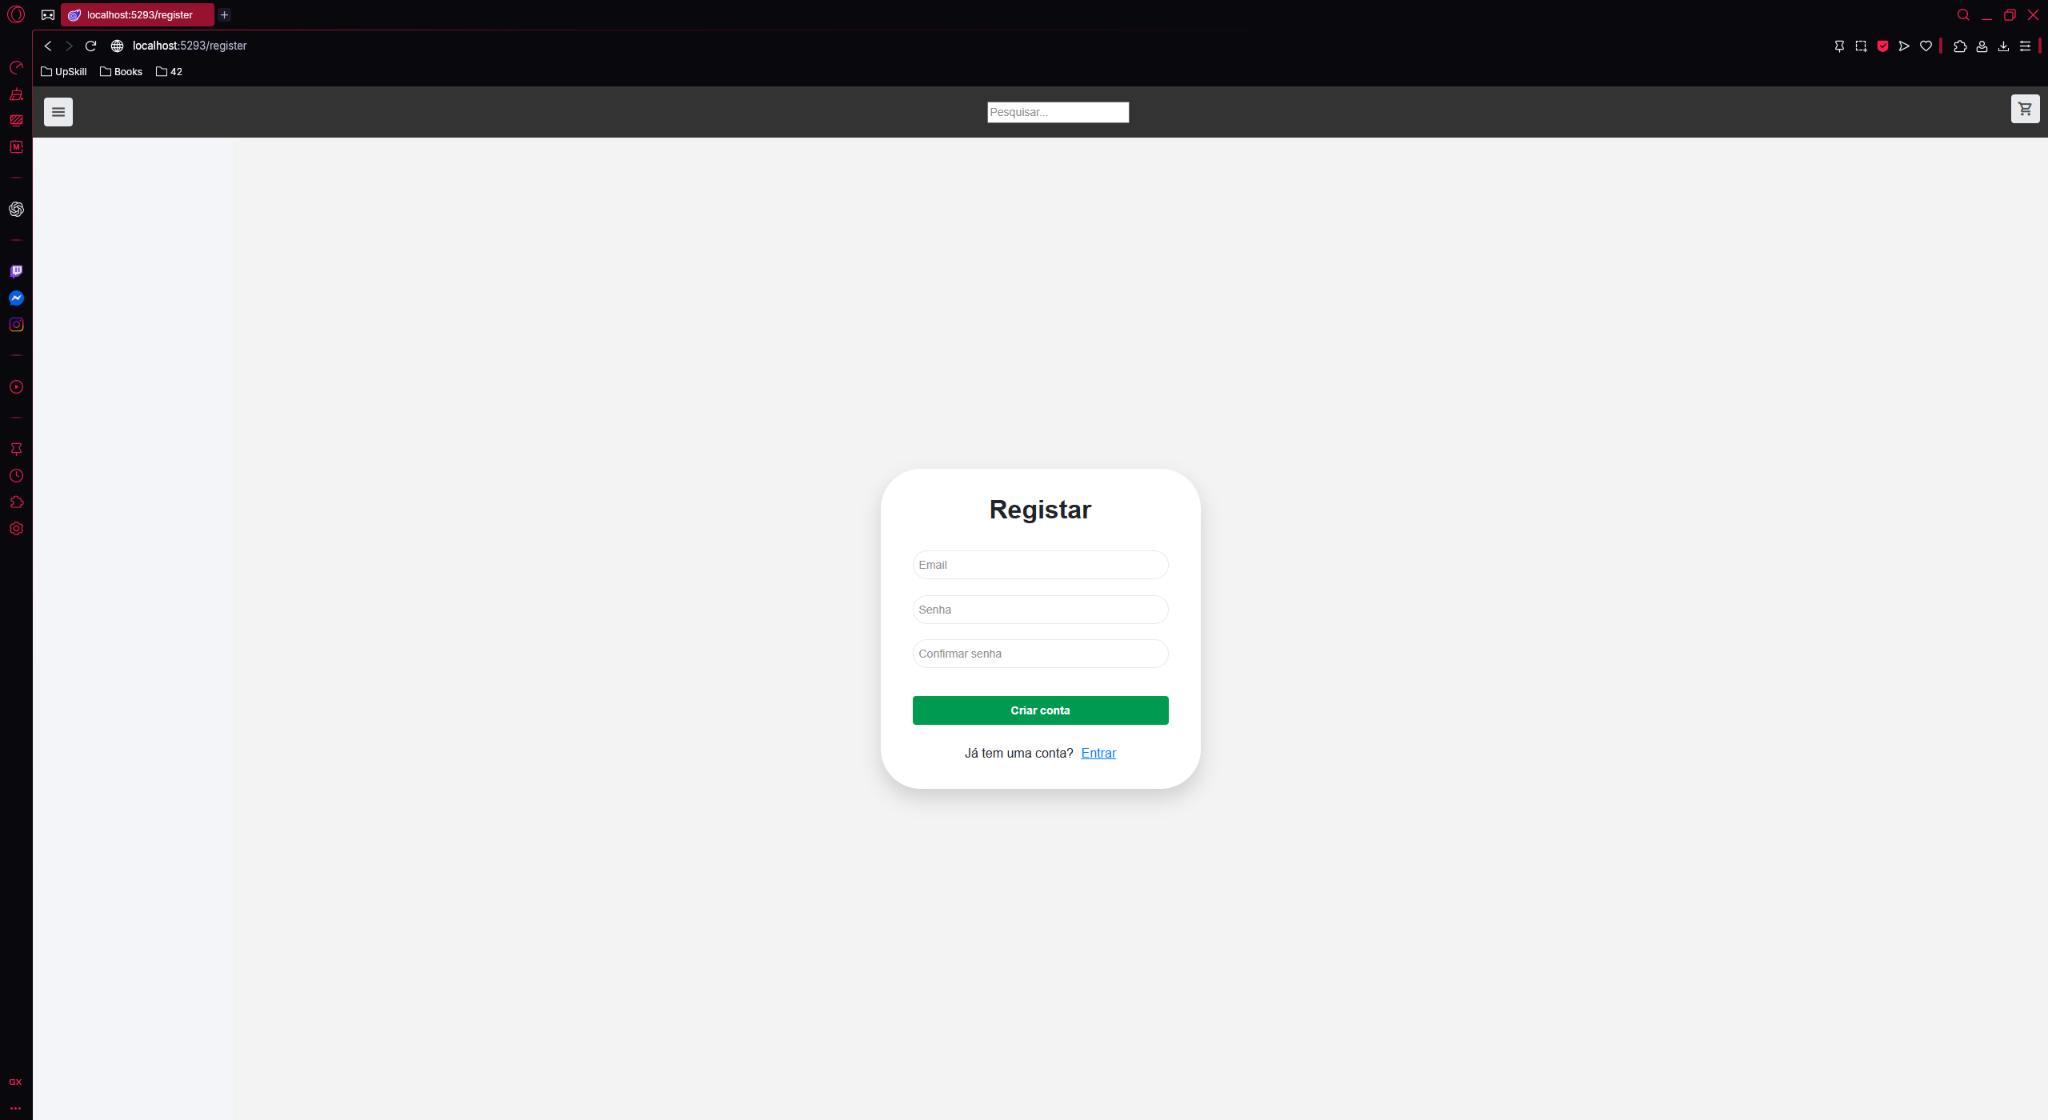 localhost:5293/register
localhost:5293/register
UpSkill Books 42
Pesquisar...
M
Registar
Email
Senha
Confirmar senha
Criar conta
Já tem uma conta? Entrar
GX